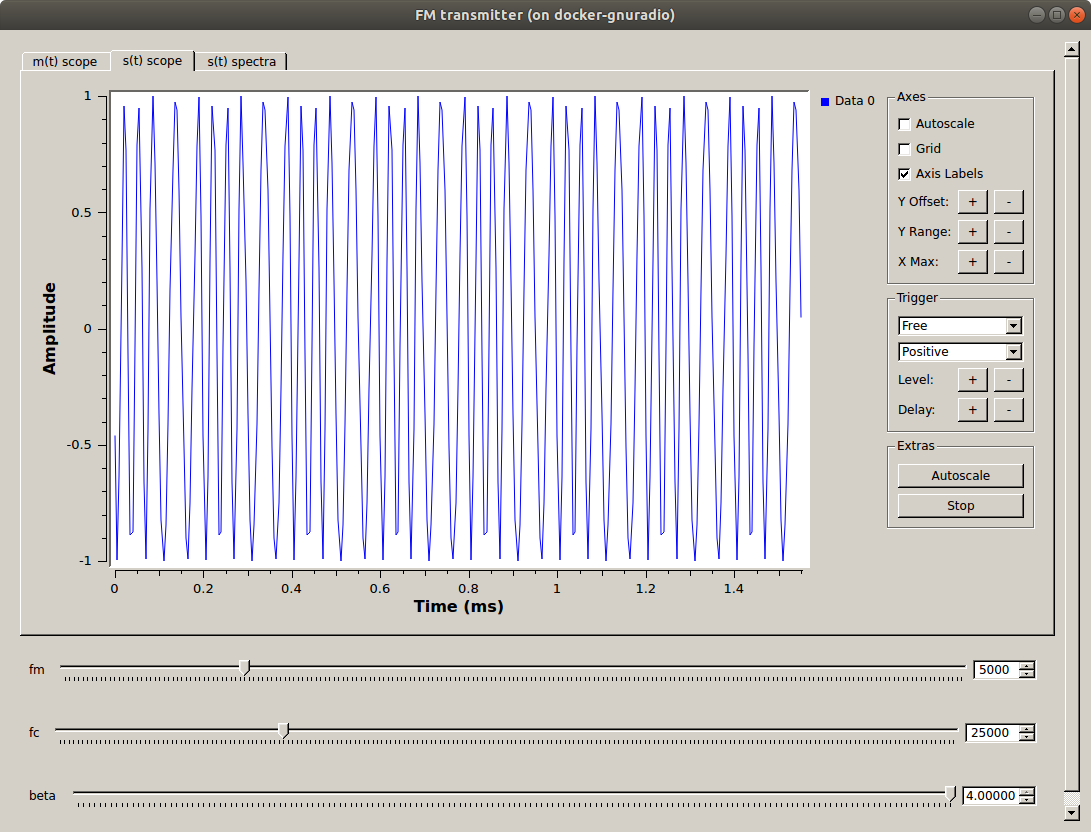 FM transmitter (on docker-gnuradio)
m(t) scope
s(t) scope
s(t) spectra
1
0.5
0
-0.5
-1
Amplitude
0
0.2
0.4
0.6
0.8
1
1.2
1.4
Time (ms)
Data 0
Axes
Autoscale
Grid
Axis Labels
Y Offset: + -
Y Range: + -
X Max: + -
Trigger
Free
Positive
Level: + -
Delay: + -
Extras
Autoscale
Stop
fm 5000
fc 25000
beta 4.00000